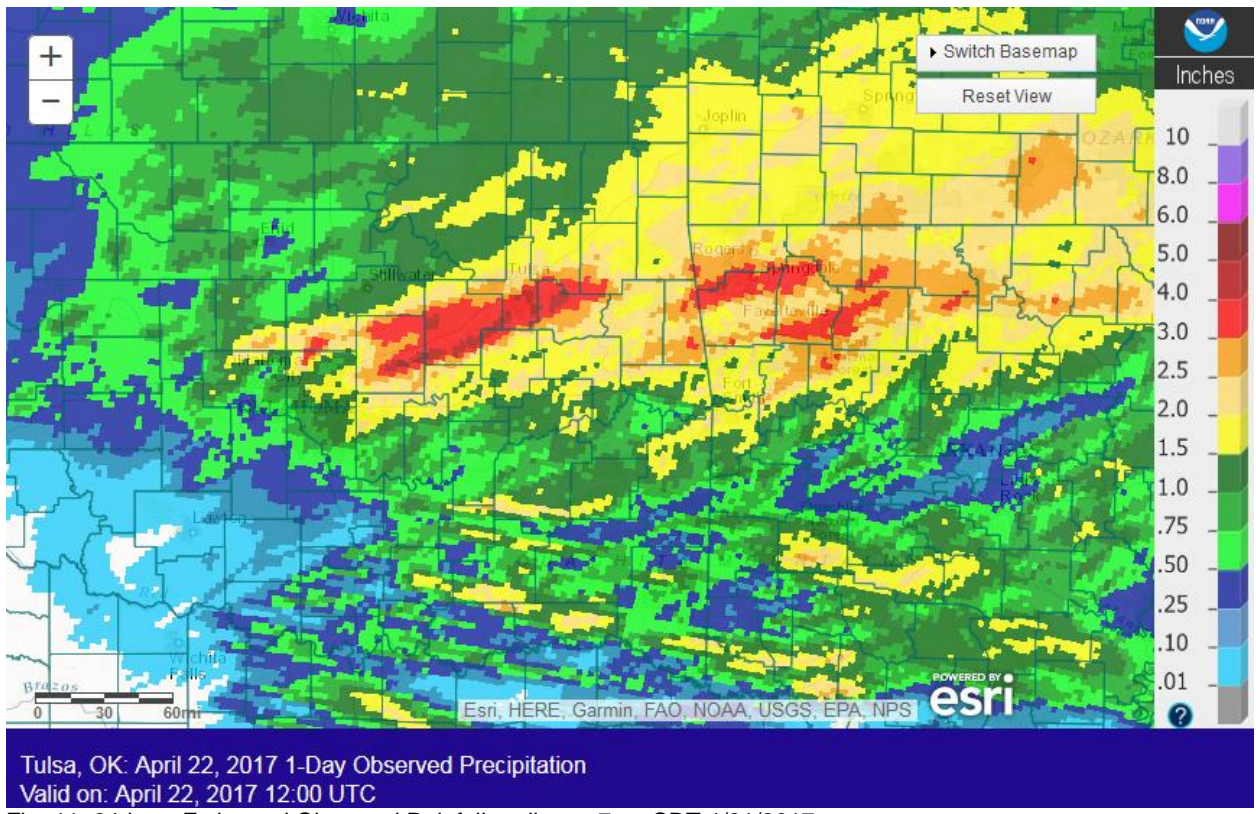 Wichita
Switch Basemap
Reset View
noaa
Inches
+
−
Joplin
Spring
OZARK
HILLS
Enid
Stillwater
Tulsa
Rogers
Springdale
Fayetteville
Fort
Lawton
Wichita
Falls
Brazos
0 30 60mi
Little
Rock
10
8.0
6.0
5.0
4.0
3.0
2.5
2.0
1.5
1.0
.75
.50
.25
.10
.01
?
POWERED BY
esri
Esri, HERE, Garmin, FAO, NOAA, USGS, EPA, NPS
Tulsa, OK: April 22, 2017 1-Day Observed Precipitation
Valid on: April 22, 2017 12:00 UTC